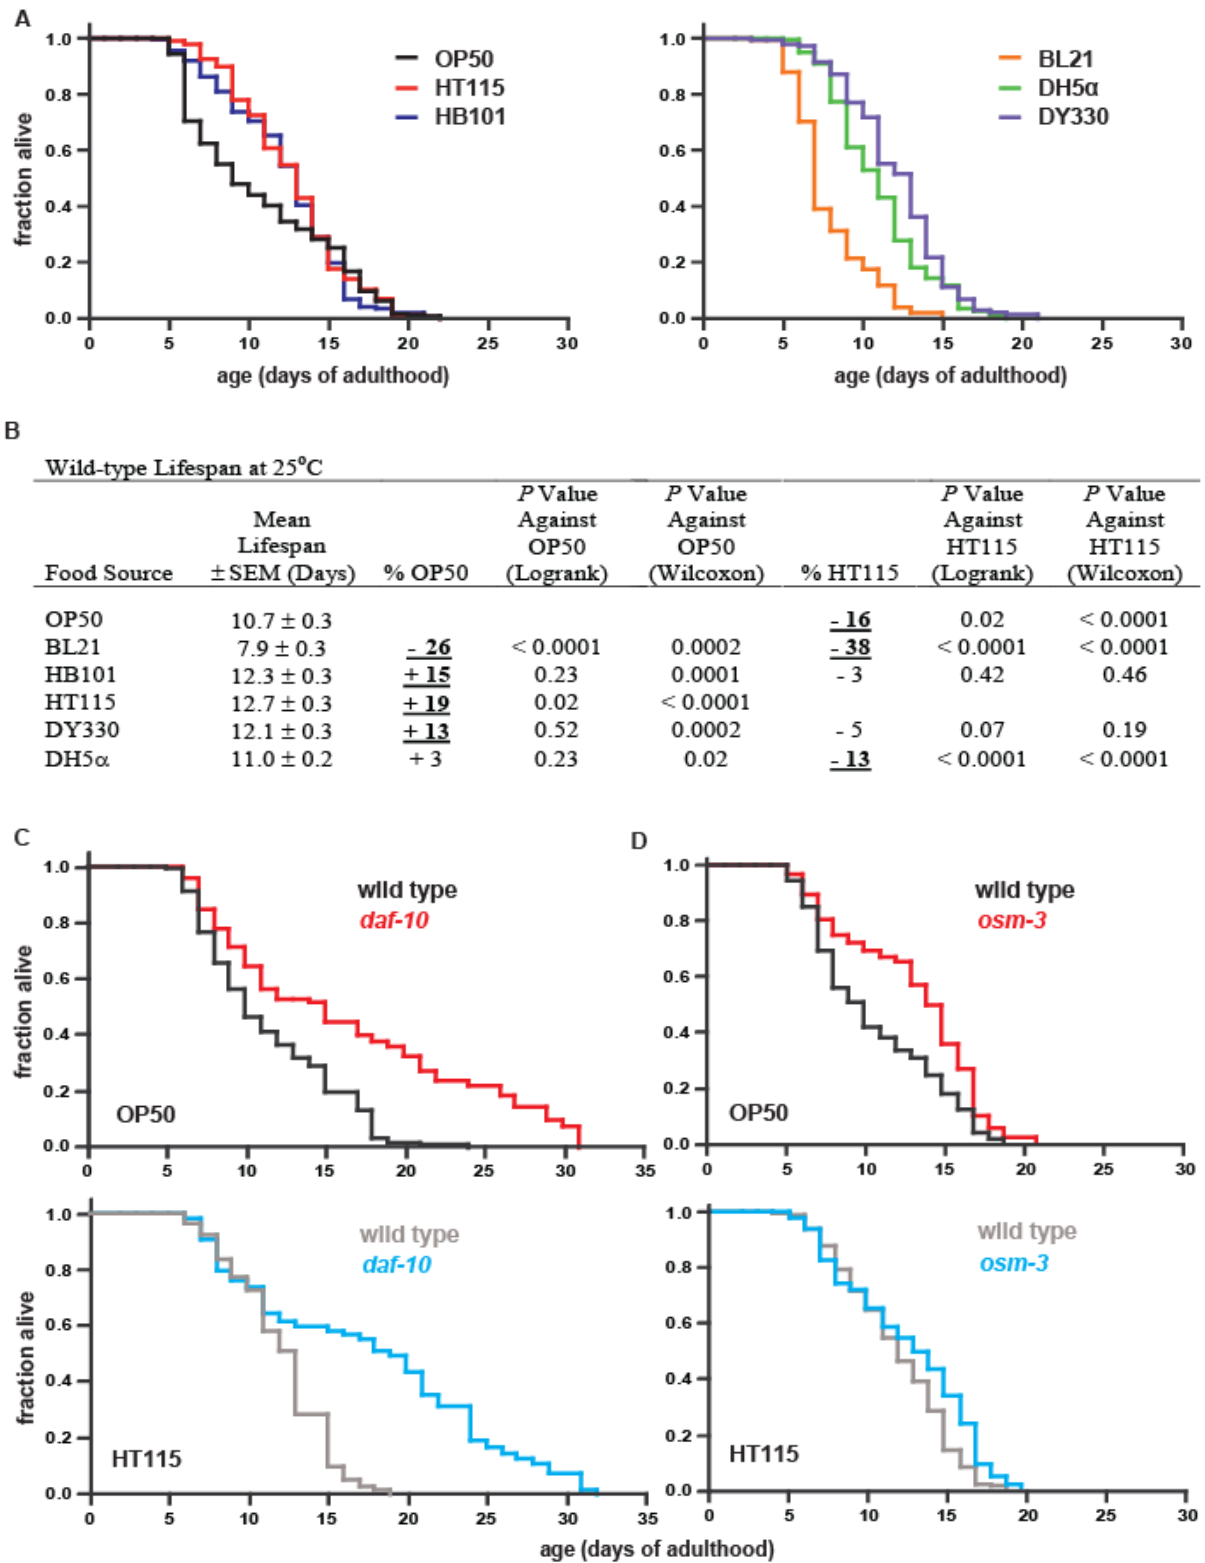 A
1.0
0.8
0.6
0.4
0.2
0.0
fraction alive
OP50
HT115
HB101
0 5 10 15 20 25 30
age (days of adulthood)
1.0
0.8
0.6
0.4
0.2
0.0
BL21
DH5α
DY330
0 5 10 15 20 25 30
age (days of adulthood)
B
Wild-type Lifespan at 25°C
Food Source
Mean
Lifespan
± SEM (Days)
% OP50
P Value
Against
OP50
(Logrank)
P Value
Against
OP50
(Wilcoxon)
% HT115
P Value
Against
HT115
(Logrank)
P Value
Against
HT115
(Wilcoxon)
OP50 10.7 ± 0.3 - 16 0.02 < 0.0001
BL21 7.9 ± 0.3 - 26 < 0.0001 0.0002 - 38 < 0.0001 < 0.0001
HB101 12.3 ± 0.3 + 15 0.23 0.0001 - 3 0.42 0.46
HT115 12.7 ± 0.3 + 19 0.02 < 0.0001
DY330 12.1 ± 0.3 + 13 0.52 0.0002 - 5 0.07 0.19
DH5α 11.0 ± 0.2 + 3 0.23 0.02 - 13 < 0.0001 < 0.0001
C
1.0
0.8
0.6
0.4
0.2
0.0
fraction alive
wild type
daf-10
OP50
0 5 10 15 20 25 30 35
D
1.0
0.8
0.6
0.4
0.2
0.0
wild type
osm-3
OP50
0 5 10 15 20 25 30
1.0
0.8
0.6
0.4
0.2
0.0
fraction alive
wild type
daf-10
HT115
0 5 10 15 20 25 30 35
1.0
0.8
0.6
0.4
0.2
0.0
wild type
osm-3
HT115
0 5 10 15 20 25 30
age (days of adulthood)